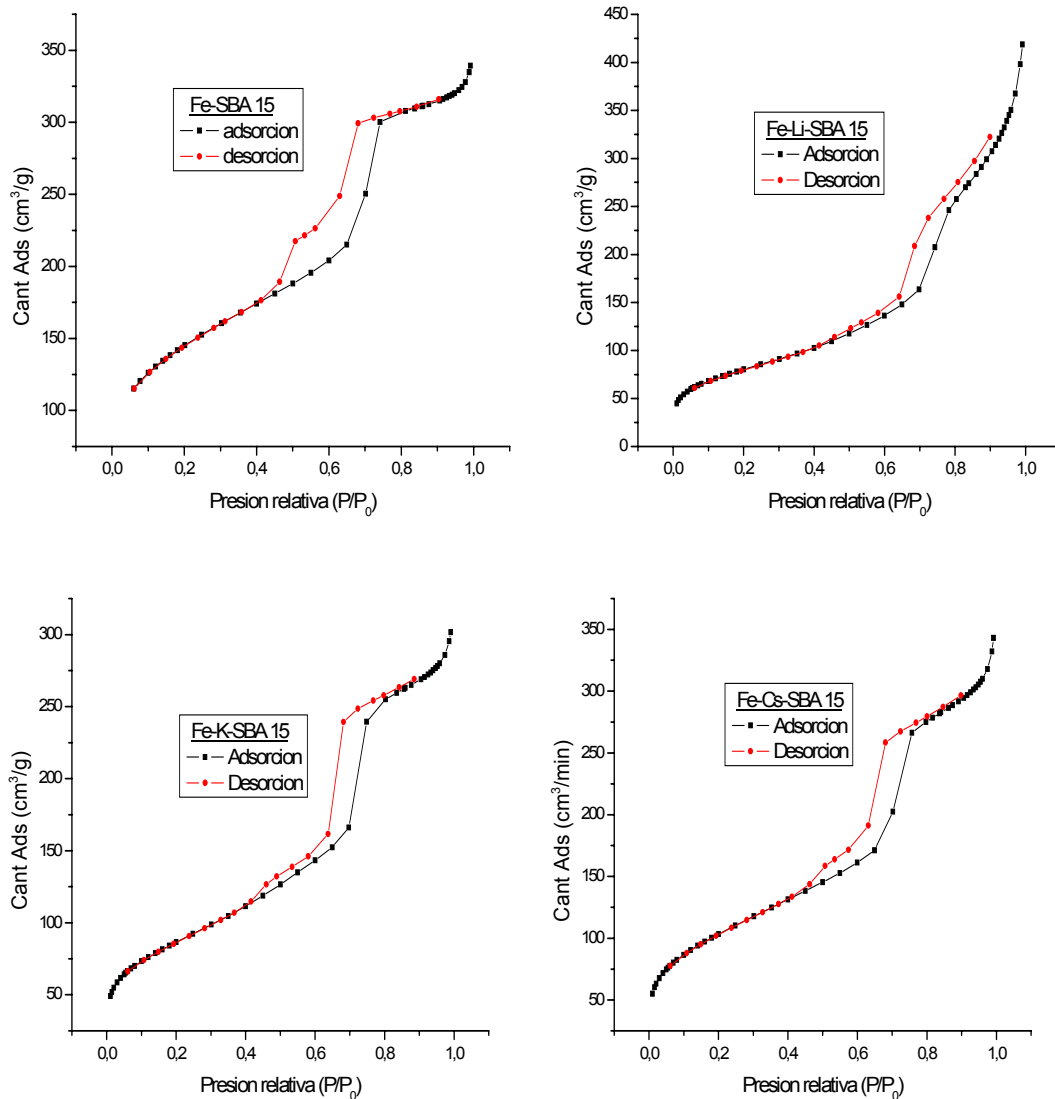 Cant Ads (cm³/g)
350
300
250
200
150
100
Fe-SBA 15
adsorcion
desorcion
0,0 0,2 0,4 0,6 0,8 1,0
Presion relativa (P/P₀)
Cant Ads (cm³/g)
450
400
350
300
250
200
150
100
50
0
Fe-Li-SBA 15
Adsorcion
Desorcion
0,0 0,2 0,4 0,6 0,8 1,0
Presion relativa (P/P₀)
Cant Ads (cm³/g)
300
250
200
150
100
50
Fe-K-SBA 15
Adsorcion
Desorcion
0,0 0,2 0,4 0,6 0,8 1,0
Presion relativa (P/P₀)
Cant Ads (cm³/min)
350
300
250
200
150
100
50
Fe-Cs-SBA 15
Adsorcion
Desorcion
0,0 0,2 0,4 0,6 0,8 1,0
Presion relativa (P/P₀)